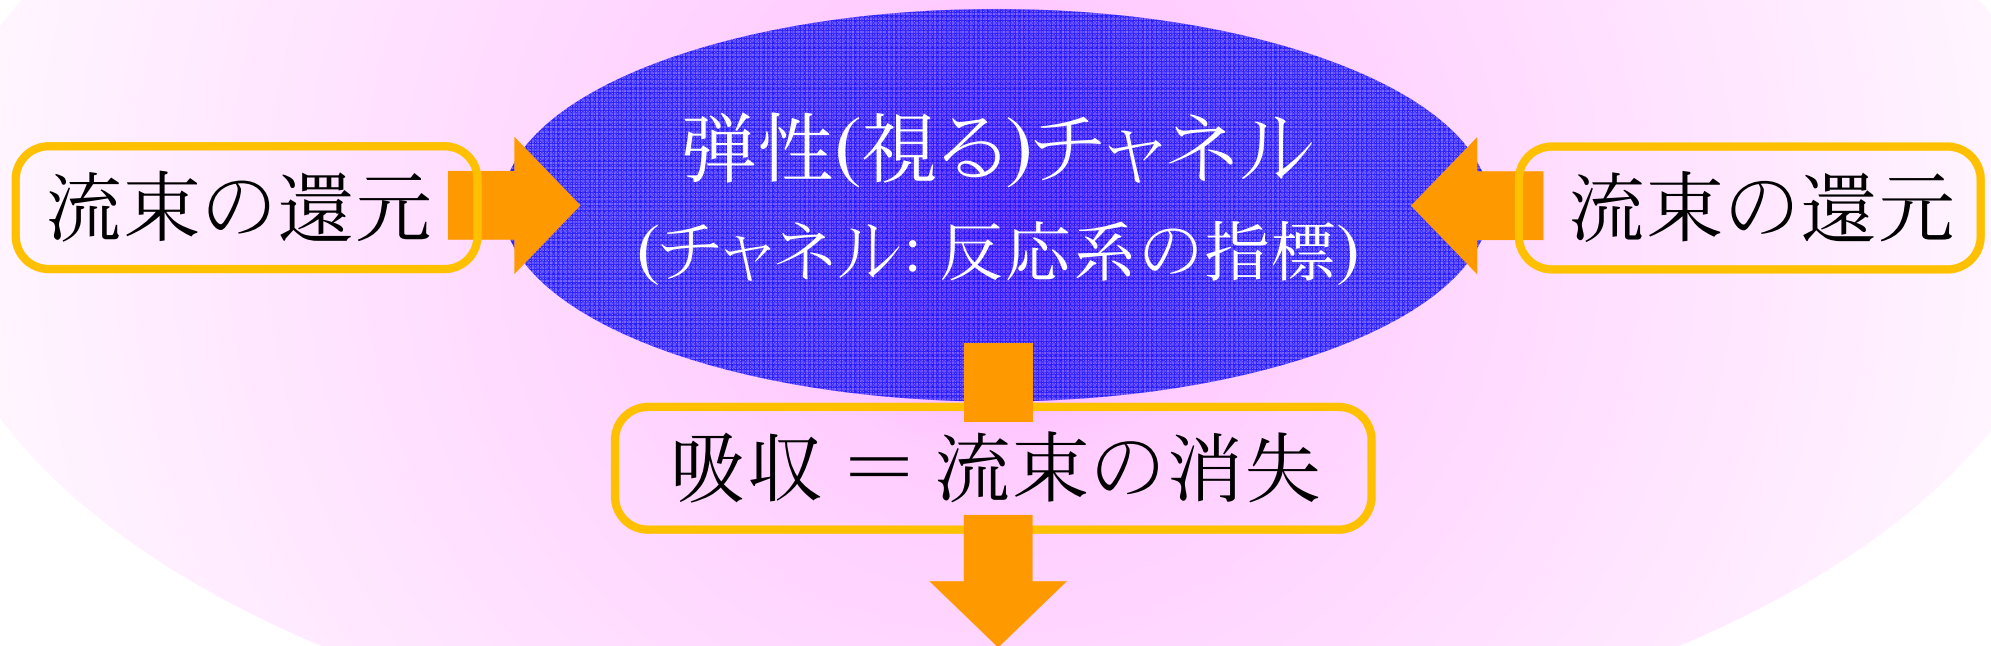 弾性(視る)チャネル
(チャネル: 反応系の指標)
流束の還元
流束の還元
吸収 = 流束の消失